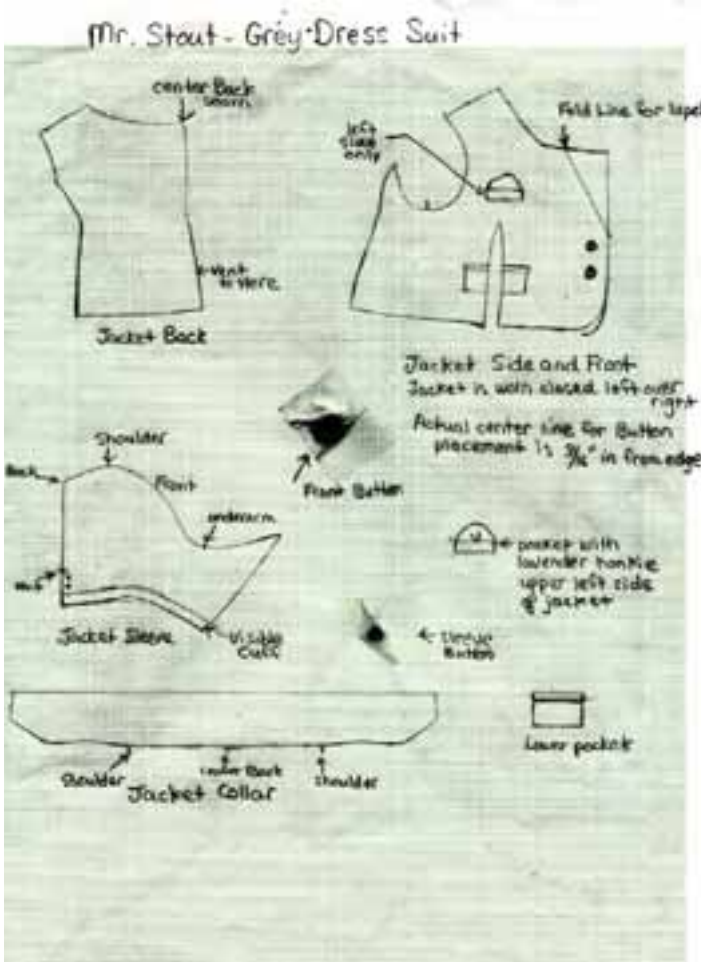 Mr. Stout - Grey Dress Suit
center Back
seam
left
side
only
Fold Line for lapel
vent
to Here
Jacket Back
Jacket Side and Front
Jacket is worn closed left over
right
Actual center line for Button
placement is 3/4" in from edge
Shoulder
Back
Front
underarm
Front Button
pocket with
lavender hankie
upper left side
of jacket
Jacket Sleeve
Visible
Cuff
Sleeve
Button
Shoulder
Center Back
Shoulder
Jacket Collar
Lower pocket